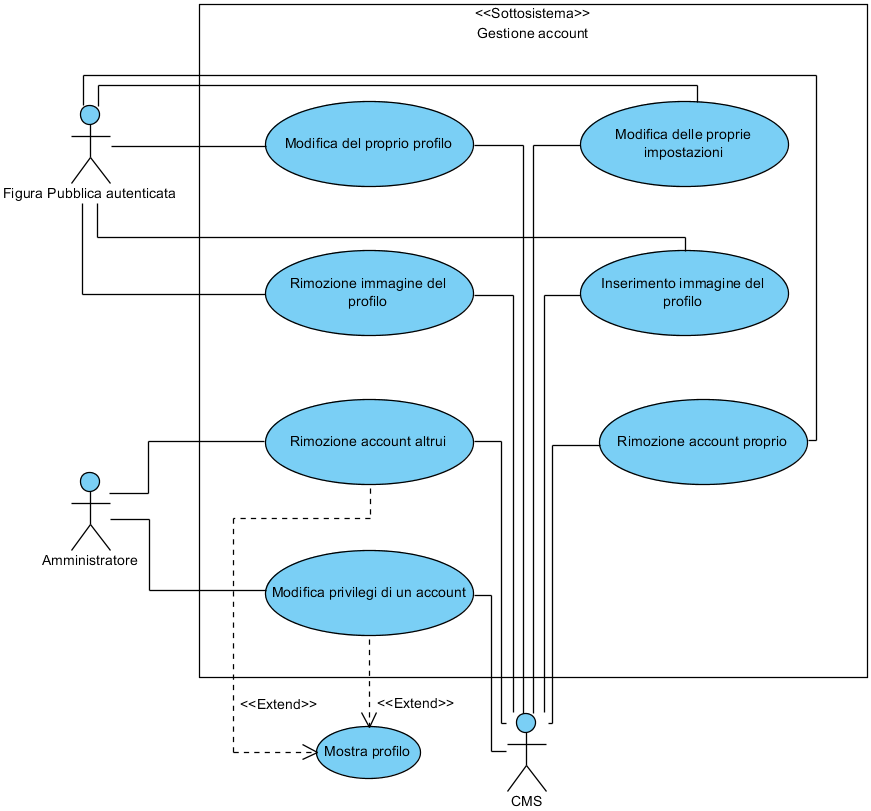 <<Sottosistema>>
Gestione account
Modifica del proprio profilo
Modifica delle proprie
impostazioni
Figura Pubblica autenticata
Rimozione immagine del
profilo
Inserimento immagine del
profilo
Rimozione account altrui
Rimozione account proprio
Amministratore
Modifica privilegi di un account
<<Extend>>
<<Extend>>
Mostra profilo
CMS